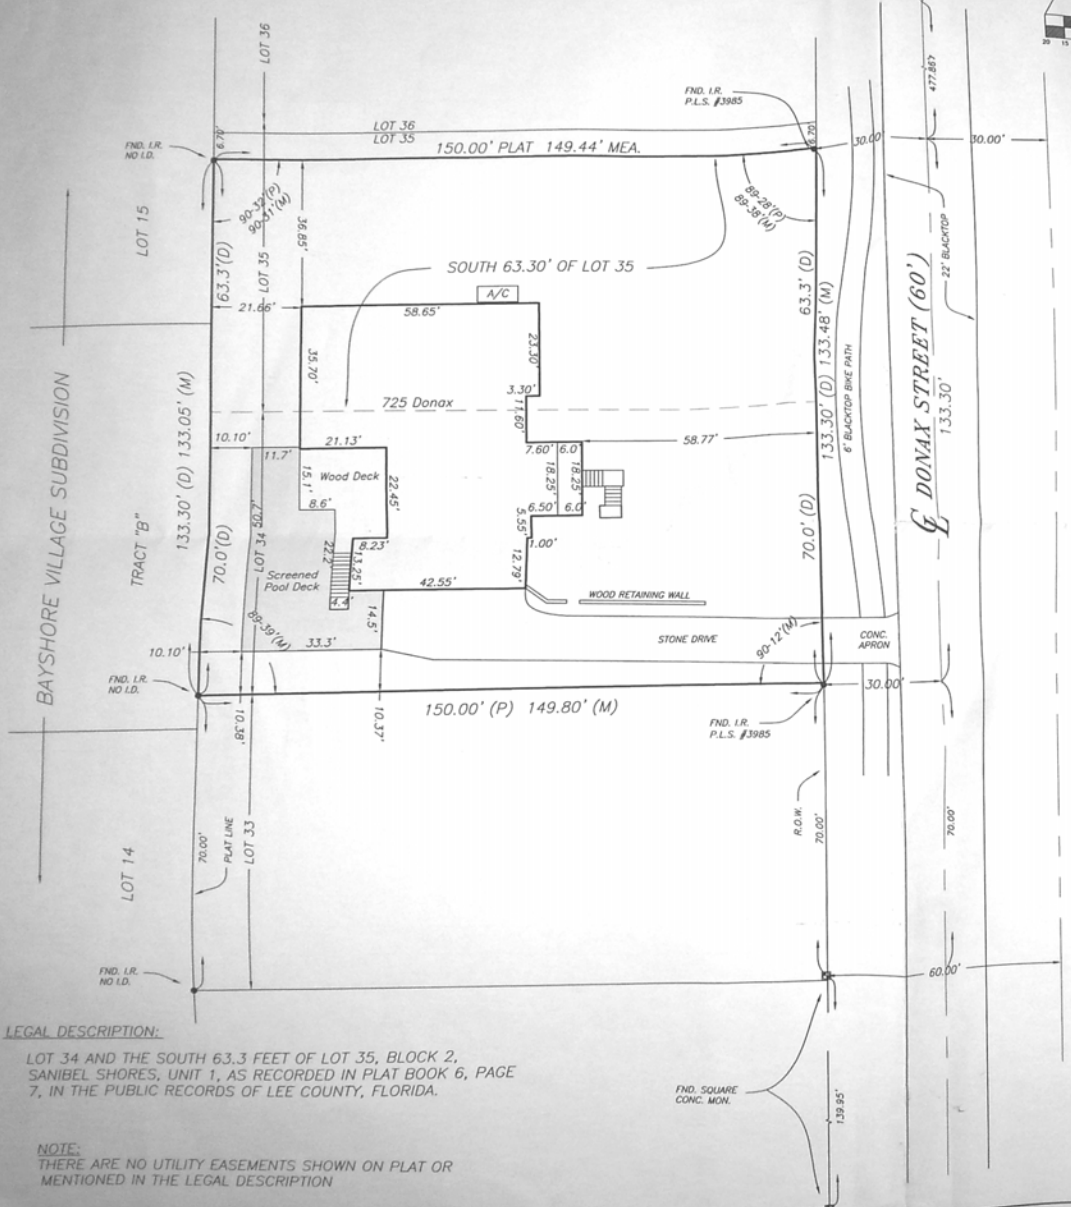 LOT 36
20 15
FND. I.R.
P.L.S. #3985
477.867
6.70'
LOT 36
LOT 35
6.70'
30.00'
30.00'
FND. I.R.
NO I.D.
150.00' PLAT 149.44' MEA.
90-32'(P)
90-31'(M)
89-28'(P)
89-38'(M)
LOT 15
36.85'
63.3'(D)
LOT 35
SOUTH 63.30' OF LOT 35
63.3' (D)
22' BLACKTOP
21.66'
A/C
58.65'
23.30'
35.70'
3.30'
11.60'
725 Donax
133.30' (D) 133.48' (M)
6' BLACKTOP BIKE PATH
℄ DONAX STREET (60')
133.30'
BAYSHORE VILLAGE SUBDIVISION
TRACT "B"
133.30' (D) 133.05' (M)
10.10'
11.7'
21.13'
7.60'
6.0'
58.77'
15.1'
Wood Deck
22.45'
18.25'
18.25'
8.6'
6.50'
6.0'
5.55'
1.00'
70.0'(D)
LOT 34
50.7'
22.2'
8.23'
13.25'
12.79'
70.0' (D)
Screened
Pool Deck
4.4'
42.55'
WOOD RETAINING WALL
14.5'
89-39'(M)
33.3'
STONE DRIVE
90-12'(M)
CONC.
APRON
10.10'
FND. I.R.
NO I.D.
30.00'
10.38'
10.37'
150.00' (P) 149.80' (M)
FND. I.R.
P.L.S. #3985
LOT 14
70.00'
PLAT LINE
LOT 33
R.O.W.
70.00'
70.00'
FND. I.R.
NO I.D.
60.00'
LEGAL DESCRIPTION:
LOT 34 AND THE SOUTH 63.3 FEET OF LOT 35, BLOCK 2,
SANIBEL SHORES, UNIT 1, AS RECORDED IN PLAT BOOK 6, PAGE
7, IN THE PUBLIC RECORDS OF LEE COUNTY, FLORIDA.
FND. SQUARE
CONC. MON.
139.95'
NOTE:
THERE ARE NO UTILITY EASEMENTS SHOWN ON PLAT OR
MENTIONED IN THE LEGAL DESCRIPTION